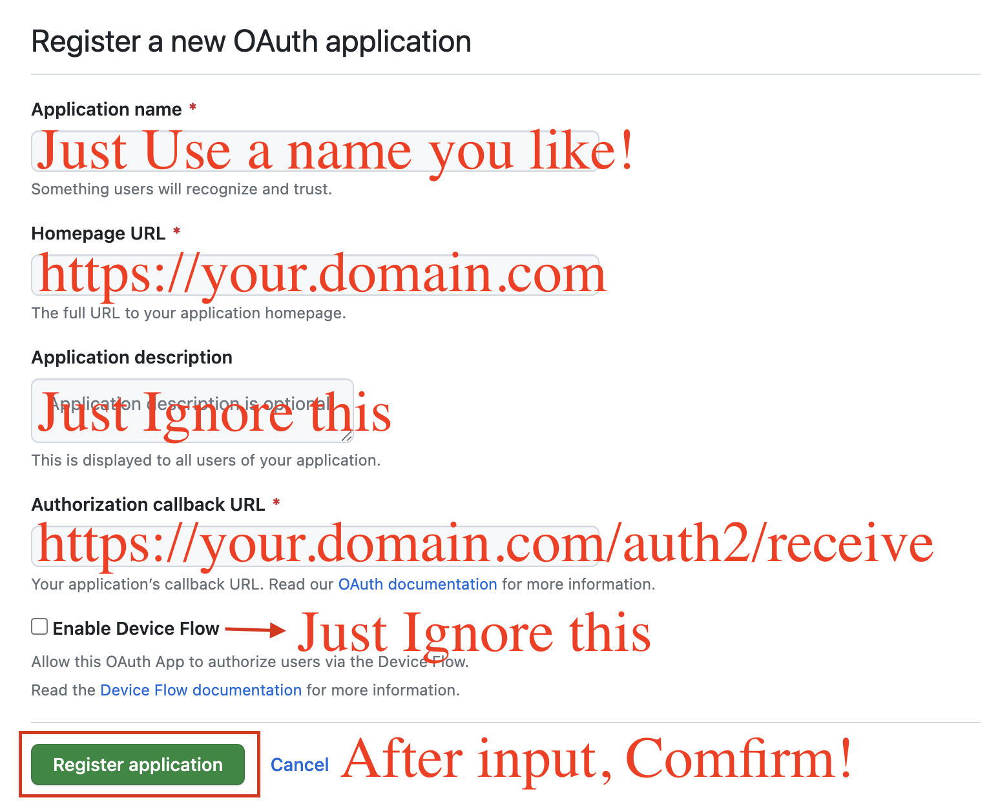 Register a new OAuth application
Application name *
Just Use a name you like!
Something users will recognize and trust.
Homepage URL *
https://your.domain.com
The full URL to your application homepage.
Application description
Application description is optional
Just Ignore this
This is displayed to all users of your application.
Authorization callback URL *
https://your.domain.com/auth2/receive
Your application’s callback URL. Read our OAuth documentation for more information.
Enable Device Flow Just Ignore this
Allow this OAuth App to authorize users via the Device Flow.
Read the Device Flow documentation for more information.
Register application Cancel After input, Comfirm!